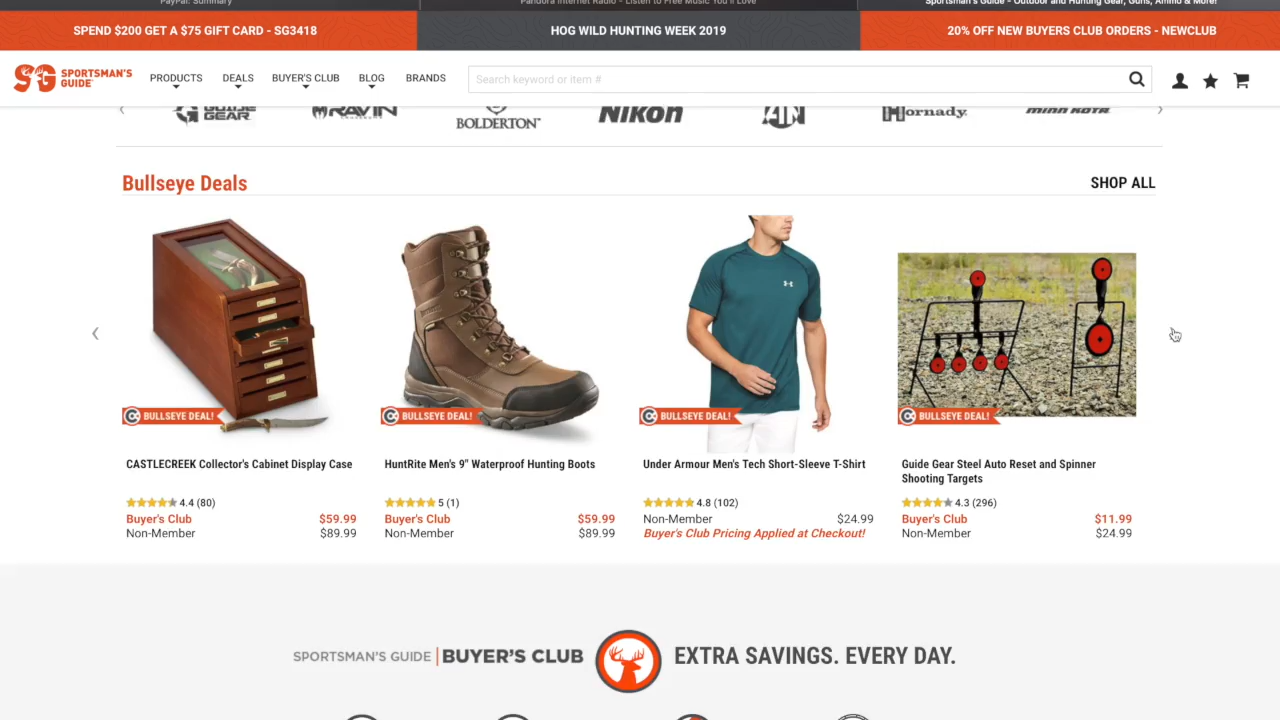 PayPal: Summary
Pandora Internet Radio - Listen to Free Music You'll Love
Sportsman's Guide - Outdoor and Hunting Gear, Guns, Ammo & More!
SPEND $200 GET A $75 GIFT CARD - SG3418
HOG WILD HUNTING WEEK 2019
20% OFF NEW BUYERS CLUB ORDERS - NEWCLUB
SG SPORTSMAN'S GUIDE
PRODUCTS
DEALS
BUYER'S CLUB
BLOG
BRANDS
Search keyword or item #
GUIDE GEAR
RAVIN
BOLDERTON
Nikon
ATN
Hornady
MINN KOTA
Bullseye Deals
SHOP ALL
BULLSEYE DEAL!
BULLSEYE DEAL!
BULLSEYE DEAL!
BULLSEYE DEAL!
CASTLECREEK Collector's Cabinet Display Case
4.4 (80)
Buyer's Club $59.99
Non-Member $89.99
HuntRite Men's 9" Waterproof Hunting Boots
5 (1)
Buyer's Club $59.99
Non-Member $89.99
Under Armour Men's Tech Short-Sleeve T-Shirt
4.8 (102)
Non-Member $24.99
Buyer's Club Pricing Applied at Checkout!
Guide Gear Steel Auto Reset and Spinner
Shooting Targets
4.3 (296)
Buyer's Club $11.99
Non-Member $24.99
SPORTSMAN'S GUIDE | BUYER'S CLUB
EXTRA SAVINGS. EVERY DAY.